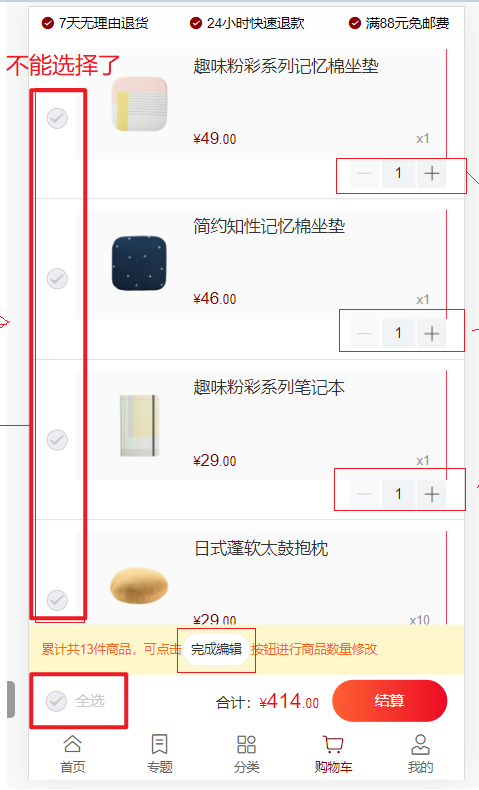 7天无理由退货 24小时快速退款 满88元免邮费
不能选择了
趣味粉彩系列记忆棉坐垫
¥49.00 x1
1
简约知性记忆棉坐垫
¥46.00 x1
1
趣味粉彩系列笔记本
¥29.00 x1
1
日式蓬软太鼓抱枕
¥29.00 x10
累计共13件商品，可点击 完成编辑 按钮进行商品数量修改
全选 合计：¥414.00 结算
首页 专题 分类 购物车 我的